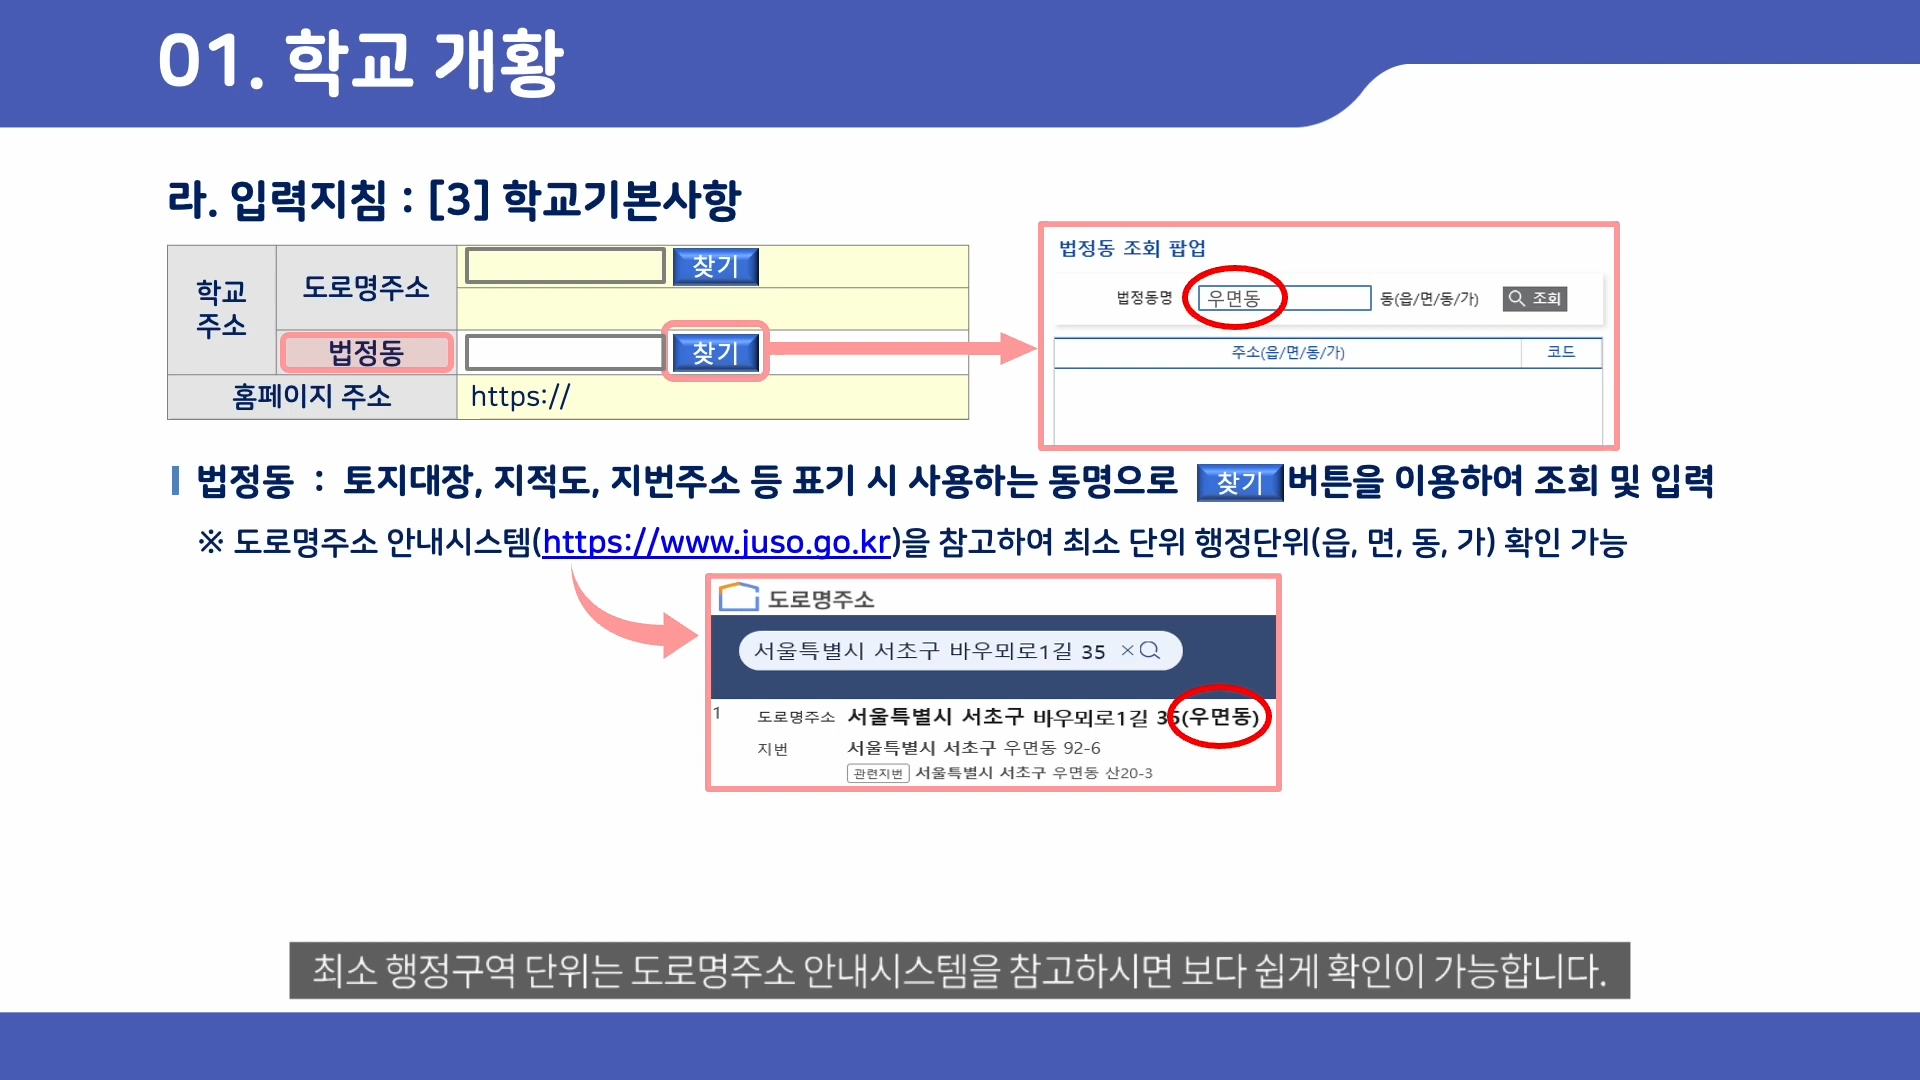 01. 학교 개황
라. 입력지침 : [3] 학교기본사항
학교
주소
도로명주소
찾기
법정동
찾기
홈페이지 주소
https://
법정동 조회 팝업
법정동명
우면동
동(읍/면/동/가)
조회
주소(읍/면/동/가)
코드
법정동 : 토지대장, 지적도, 지번주소 등 표기 시 사용하는 동명으로 찾기 버튼을 이용하여 조회 및 입력
※ 도로명주소 안내시스템(https://www.juso.go.kr)을 참고하여 최소 단위 행정단위(읍, 면, 동, 가) 확인 가능
도로명주소
서울특별시 서초구 바우뫼로1길 35 ×
1 도로명주소 서울특별시 서초구 바우뫼로1길 35(우면동)
지번 서울특별시 서초구 우면동 92-6
관련지번 서울특별시 서초구 우면동 산20-3
최소 행정구역 단위는 도로명주소 안내시스템을 참고하시면 보다 쉽게 확인이 가능합니다.